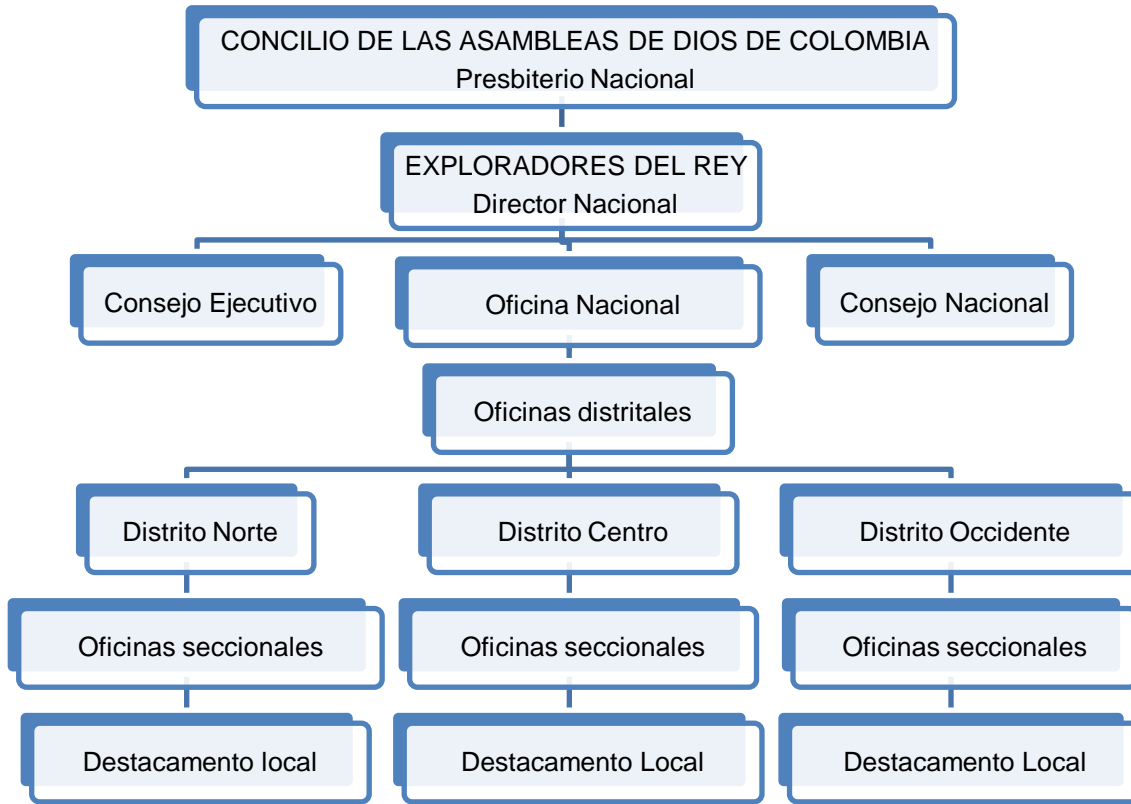 CONCILIO DE LAS ASAMBLEAS DE DIOS DE COLOMBIA
Presbiterio Nacional
EXPLORADORES DEL REY
Director Nacional
Consejo Ejecutivo
Oficina Nacional
Consejo Nacional
Oficinas distritales
Distrito Norte
Distrito Centro
Distrito Occidente
Oficinas seccionales
Oficinas seccionales
Oficinas seccionales
Destacamento local
Destacamento Local
Destacamento Local